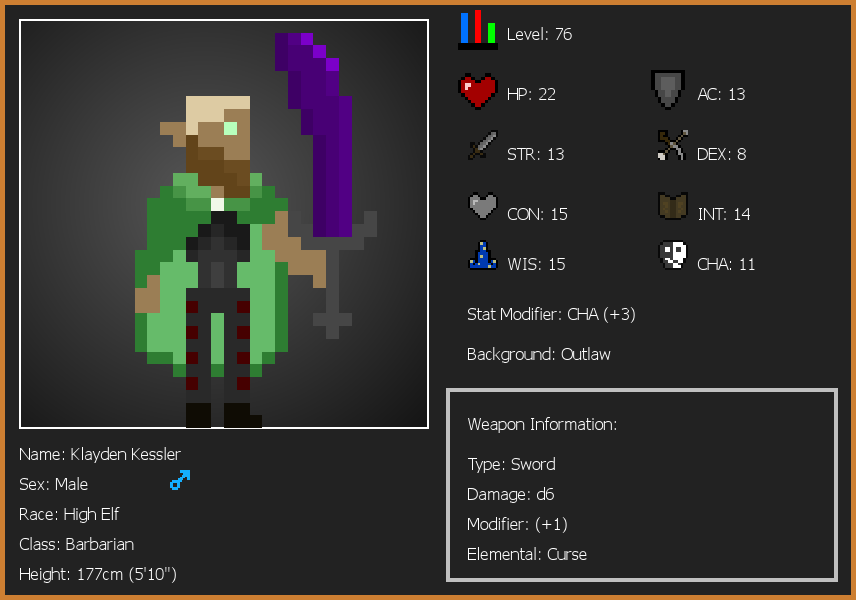 Level: 76
HP: 22
AC: 13
STR: 13
DEX: 8
CON: 15
INT: 14
WIS: 15
CHA: 11
Stat Modifier: CHA (+3)
Background: Outlaw
Weapon Information:
Type: Sword
Damage: d6
Modifier: (+1)
Elemental: Curse
Name: Klayden Kessler
Sex: Male
Race: High Elf
Class: Barbarian
Height: 177cm (5'10")